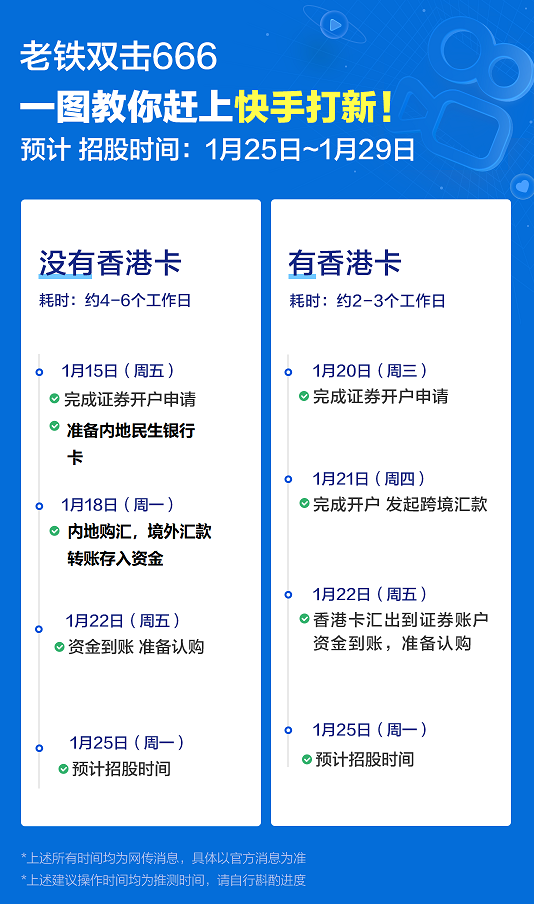 老铁双击666
一图教你赶上快手打新！
预计 招股时间：1月25日~1月29日
没有香港卡
耗时：约4-6个工作日
1月15日（周五）
完成证券开户申请
准备内地民生银行
卡
1月18日（周一）
内地购汇，境外汇款
转账存入资金
1月22日（周五）
资金到账 准备认购
1月25日（周一）
预计招股时间
有香港卡
耗时：约2-3个工作日
1月20日（周三）
完成证券开户申请
1月21日（周四）
完成开户 发起跨境汇款
1月22日（周五）
香港卡汇出到证券账户
资金到账，准备认购
1月25日（周一）
预计招股时间
*上述所有时间均为网传消息，具体以官方消息为准
*上述建议操作时间均为推测时间，请自行斟酌进度